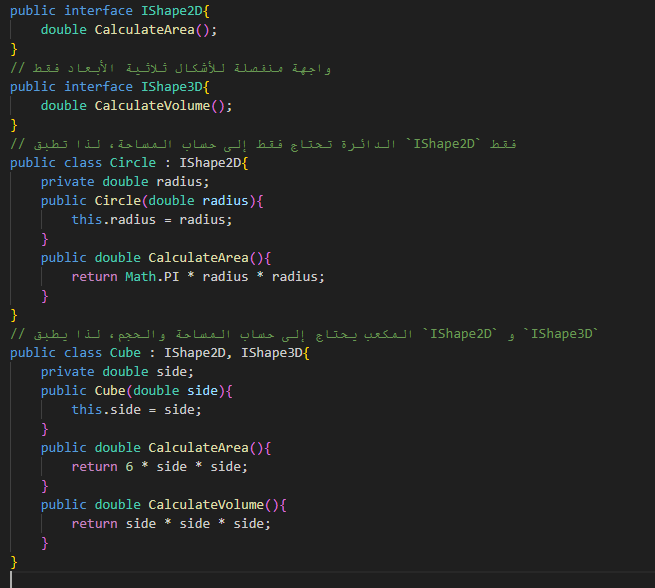 public interface IShape2D{
    double CalculateArea();
}
// واجهة منفصلة للأشكال ثلاثية الأبعاد فقط
public interface IShape3D{
    double CalculateVolume();
}
// الدائرة تحتاج فقط إلى حساب المساحة، لذا تطبق `IShape2D` فقط
public class Circle : IShape2D{
    private double radius;
    public Circle(double radius){
        this.radius = radius;
    }
    public double CalculateArea(){
        return Math.PI * radius * radius;
    }
}
// المكعب يحتاج إلى حساب المساحة والحجم، لذا يطبق `IShape2D` و `IShape3D`
public class Cube : IShape2D, IShape3D{
    private double side;
    public Cube(double side){
        this.side = side;
    }
    public double CalculateArea(){
        return 6 * side * side;
    }
    public double CalculateVolume(){
        return side * side * side;
    }
}